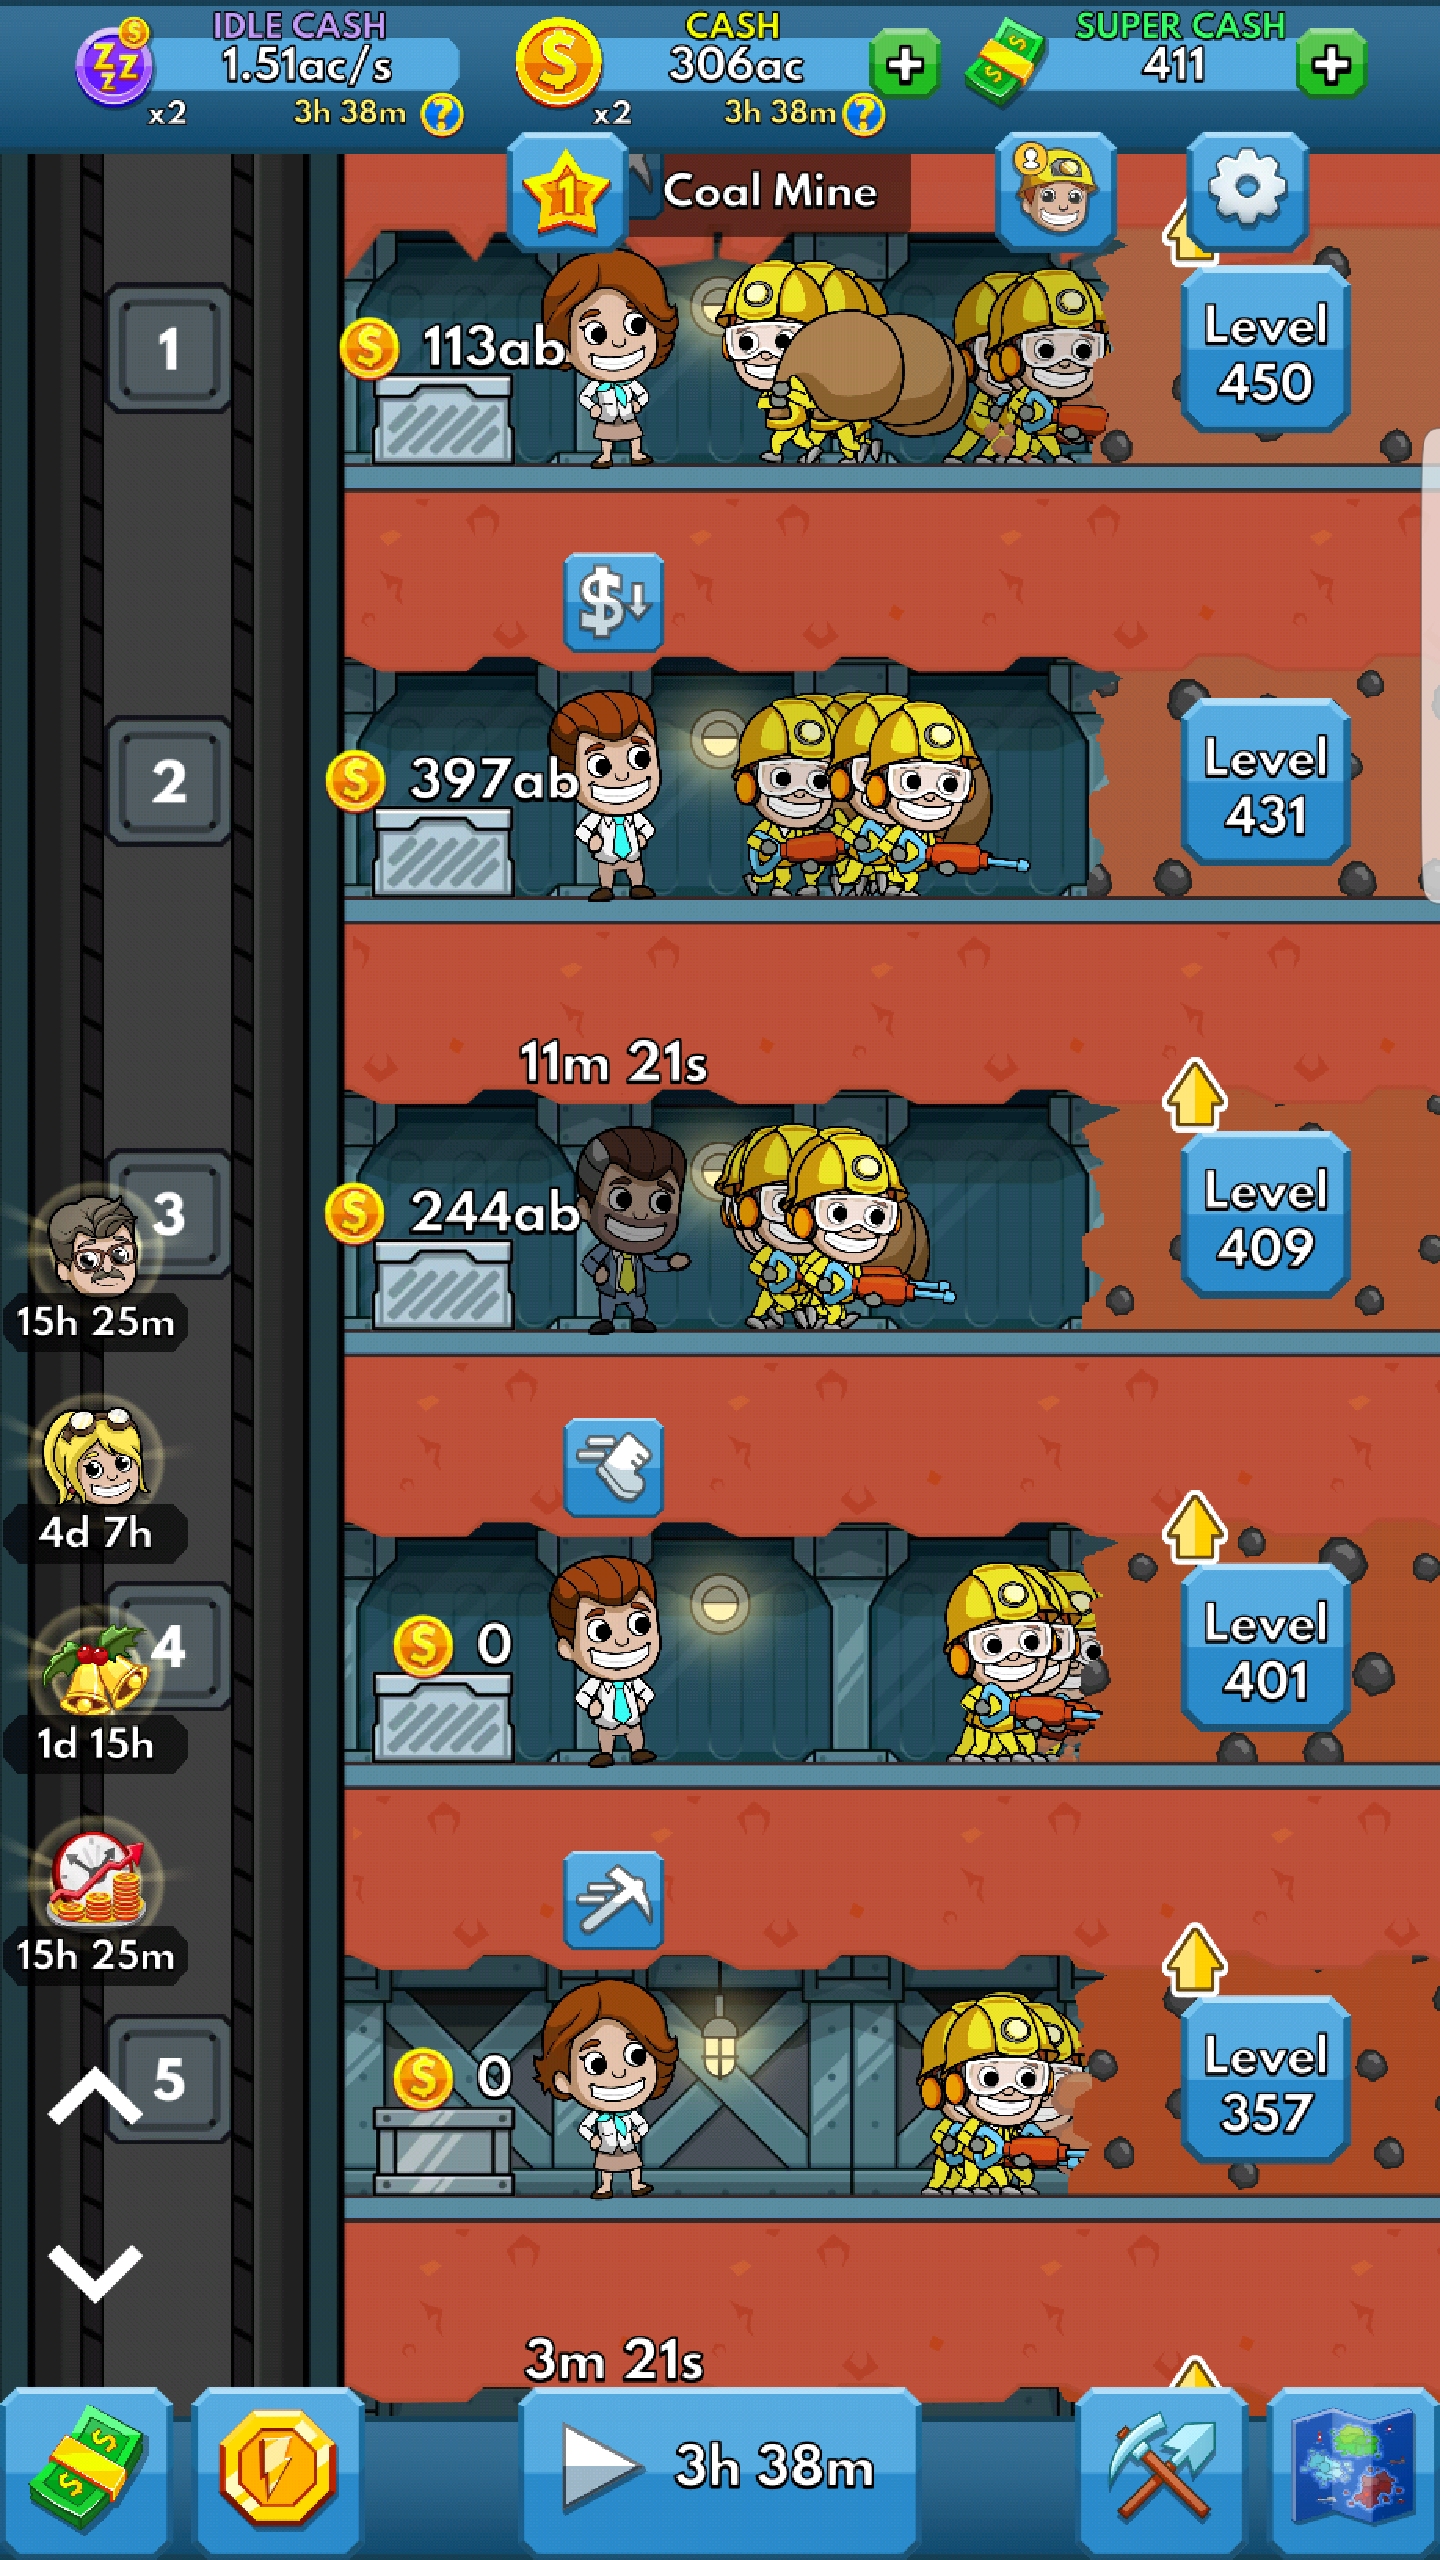 IDLE CASH
1.51ac/s
x2
3h 38m
?
CASH
306ac
x2
3h 38m
?
SUPER CASH
411
1
Coal Mine
1
113ab
Level
450
2
397ab
Level
431
11m 21s
3
244ab
Level
409
15h 25m
4d 7h
4
0
Level
401
1d 15h
15h 25m
5
0
Level
357
3m 21s
3h 38m